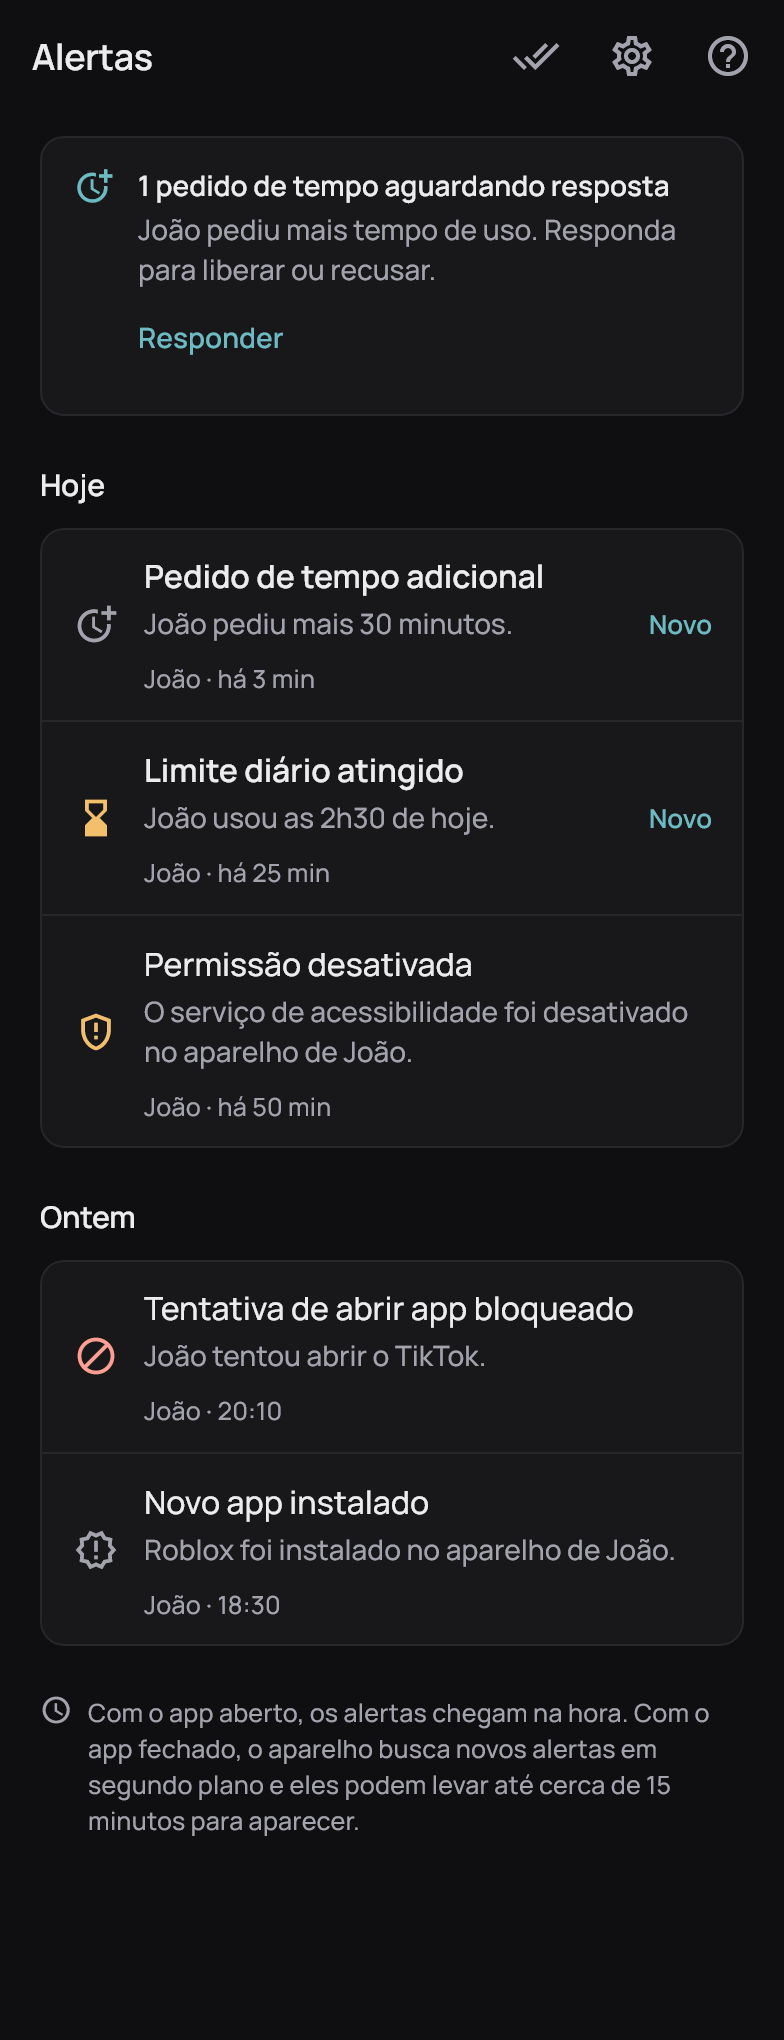 Alertas
1 pedido de tempo aguardando resposta
João pediu mais tempo de uso. Responda
para liberar ou recusar.
Responder
Hoje
Pedido de tempo adicional
João pediu mais 30 minutos.
Novo
João · há 3 min
Limite diário atingido
João usou as 2h30 de hoje.
Novo
João · há 25 min
Permissão desativada
O serviço de acessibilidade foi desativado
no aparelho de João.
João · há 50 min
Ontem
Tentativa de abrir app bloqueado
João tentou abrir o TikTok.
João · 20:10
Novo app instalado
Roblox foi instalado no aparelho de João.
João · 18:30
Com o app aberto, os alertas chegam na hora. Com o
app fechado, o aparelho busca novos alertas em
segundo plano e eles podem levar até cerca de 15
minutos para aparecer.